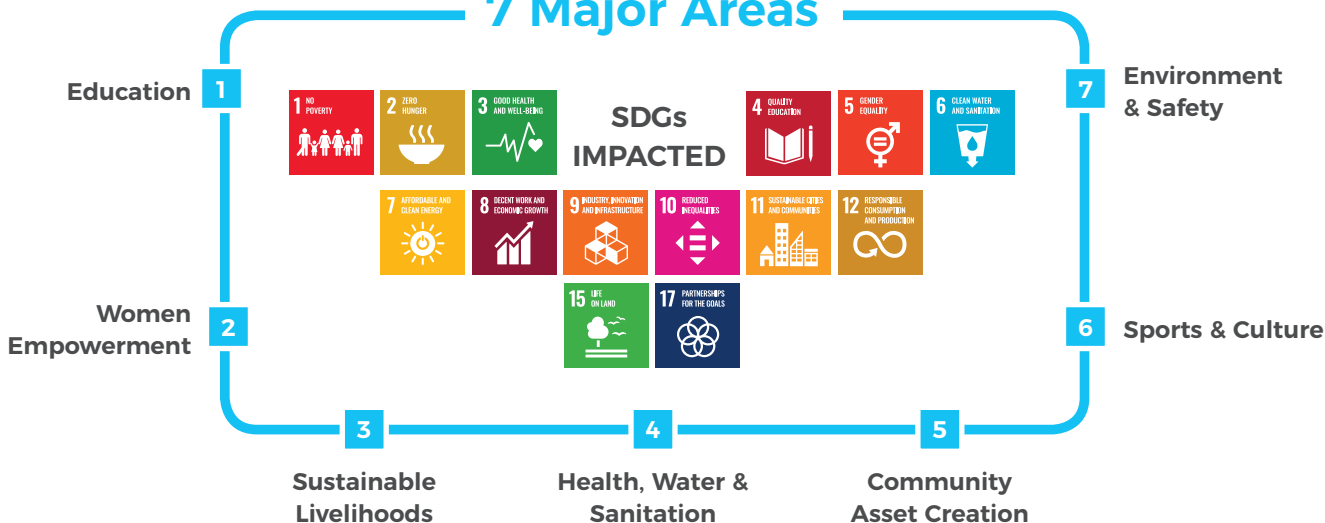 7 Major Areas
Education
1
7
Environment
& Safety
1 NO
POVERTY
2 ZERO
HUNGER
3 GOOD HEALTH
AND WELL-BEING
SDGs
IMPACTED
4 QUALITY
EDUCATION
5 GENDER
EQUALITY
6 CLEAN WATER
AND SANITATION
7 AFFORDABLE AND
CLEAN ENERGY
8 DECENT WORK AND
ECONOMIC GROWTH
9 INDUSTRY, INNOVATION
AND INFRASTRUCTURE
10 REDUCED
INEQUALITIES
11 SUSTAINABLE CITIES
AND COMMUNITIES
12 RESPONSIBLE
CONSUMPTION
AND PRODUCTION
15 LIFE
ON LAND
17 PARTNERSHIPS
FOR THE GOALS
Women
Empowerment
2
6
Sports & Culture
3
Sustainable
Livelihoods
4
Health, Water &
Sanitation
5
Community
Asset Creation